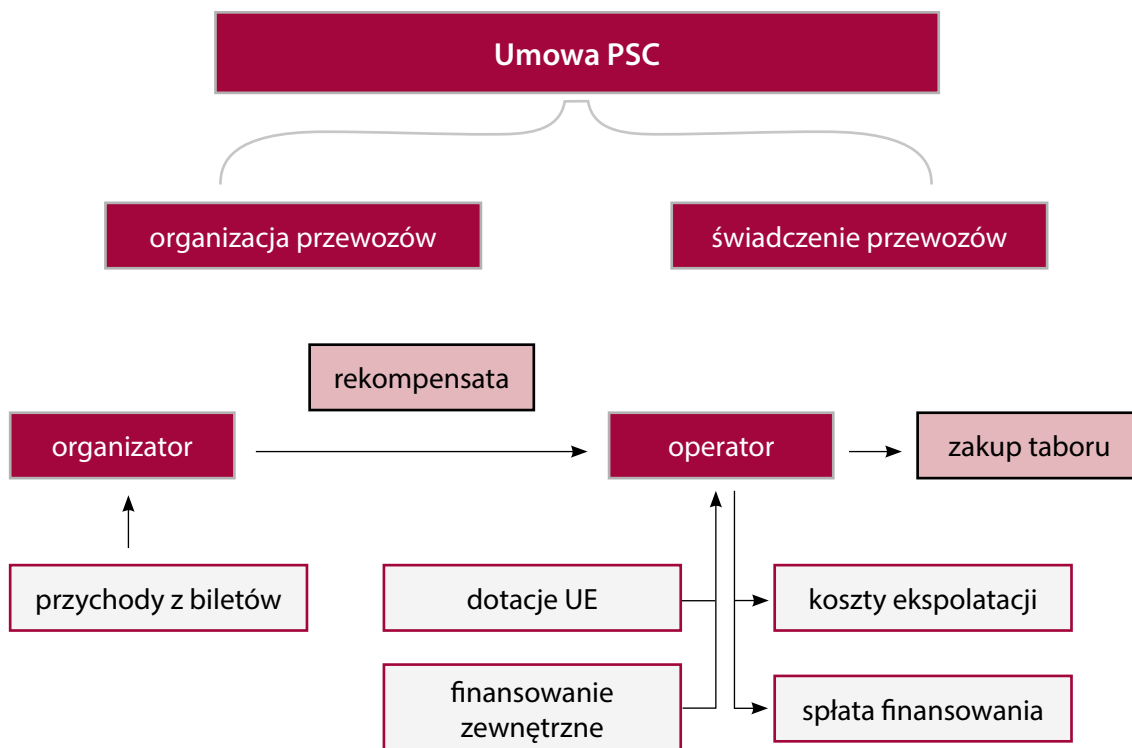 Umowa PSC
organizacja przewozów
świadczenie przewozów
rekompensata
organizator
operator
zakup taboru
przychody z biletów
dotacje UE
koszty ekspolatacji
finansowanie
zewnętrzne
spłata finansowania